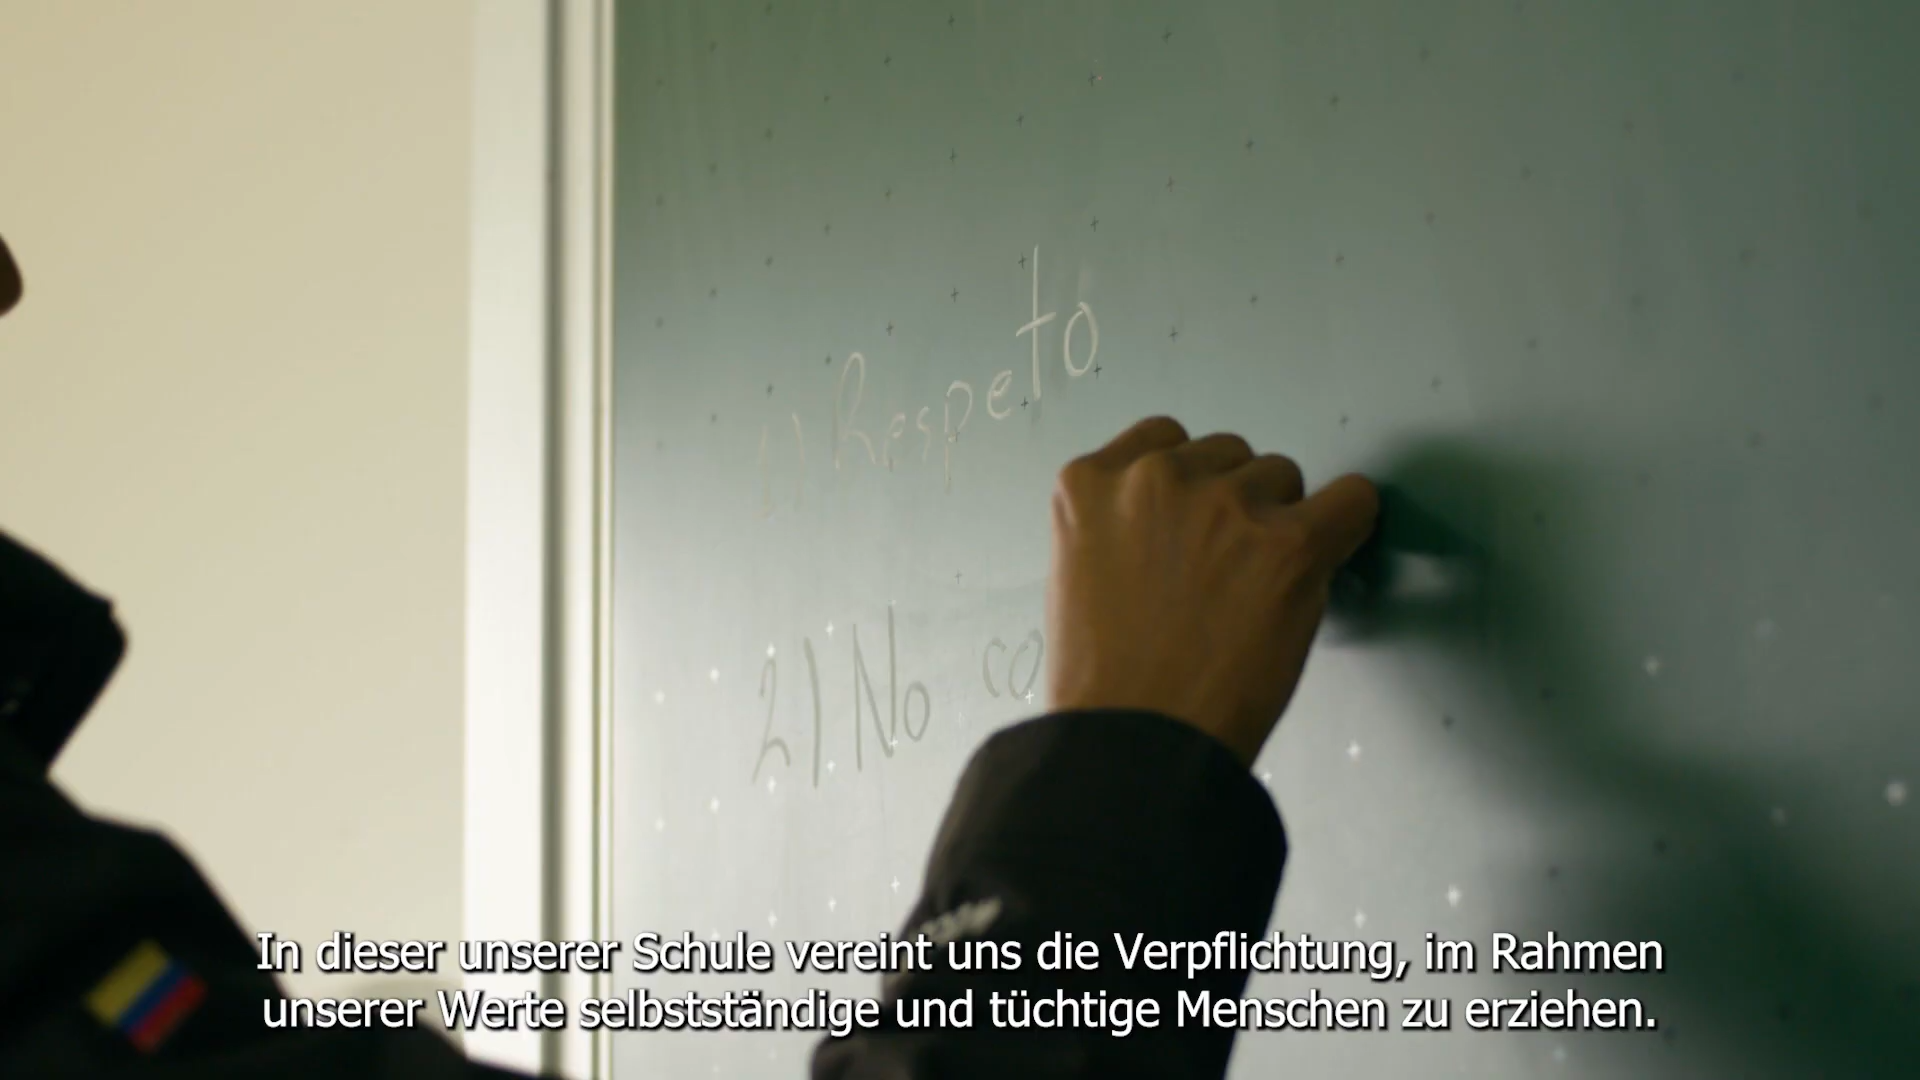 1) Respeto
2) No co
In dieser unserer Schule vereint uns die Verpflichtung, im Rahmen
unserer Werte selbstständige und tüchtige Menschen zu erziehen.